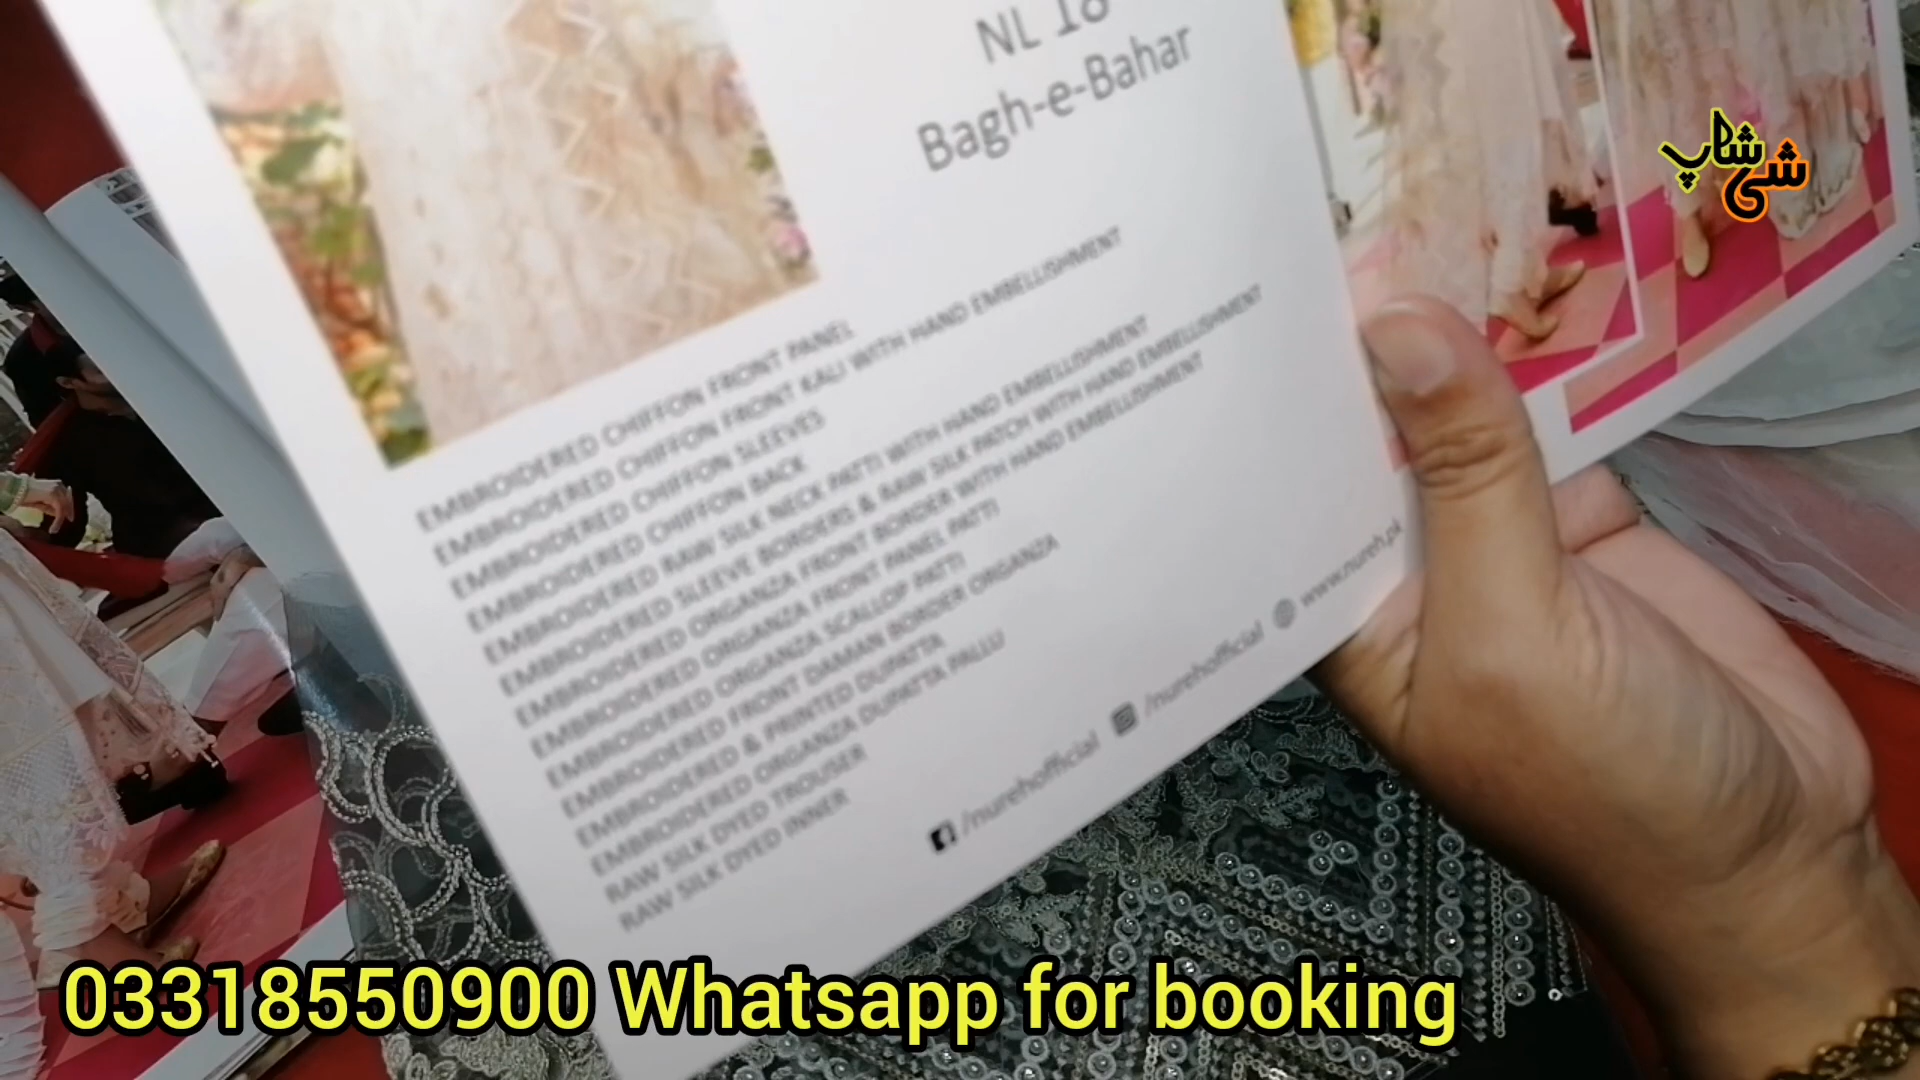 NL 18
Bagh-e-Bahar
شی شاپ
EMBROIDERED CHIFFON FRONT PANEL
EMBROIDERED CHIFFON FRONT KALI WITH HAND EMBELLISHMENT
EMBROIDERED CHIFFON SLEEVES
EMBROIDERED CHIFFON BACK
EMBROIDERED RAW SILK NECK PATTI WITH HAND EMBELLISHMENT
EMBROIDERED SLEEVE BORDERS & RAW SILK PATCH WITH HAND EMBELLISHMENT
EMBROIDERED ORGANZA FRONT BORDER WITH HAND EMBELLISHMENT
EMBROIDERED ORGANZA FRONT PANEL PATTI
EMBROIDERED ORGANZA SCALLOP PATTI
EMBROIDERED FRONT DAMAN BORDER ORGANZA
EMBROIDERED & PRINTED DUPATTA
EMBROIDERED ORGANZA DUPATTA PALLU
RAW SILK DYED TROUSER
RAW SILK DYED INNER
/nurehofficial /nurehofficial www.nureh.pk
03318550900 Whatsapp for booking